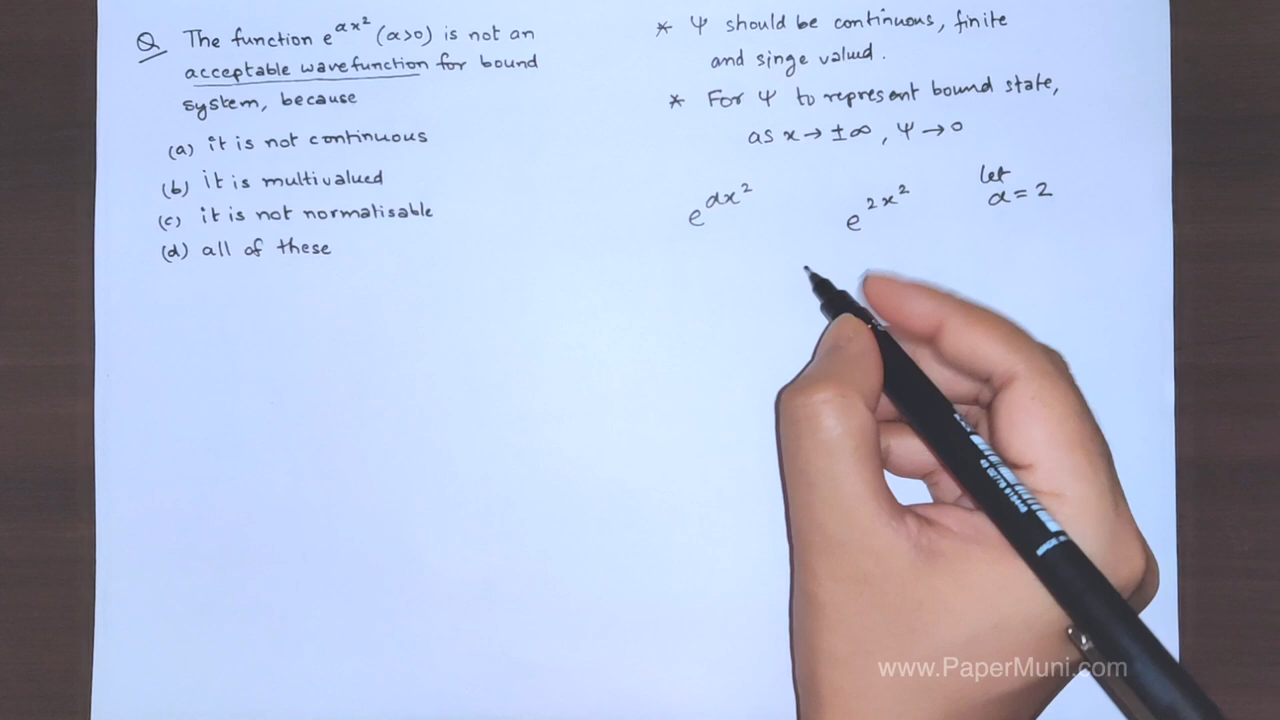 Q The function e^αx² (α>0) is not an
acceptable wavefunction for bound
system, because
(a) it is not continuous
(b) it is multivalued
(c) it is not normatisable
(d) all of these
* Ψ should be continuous, finite
and singe valued.
* For Ψ to represent bound state,
as x → ±∞, Ψ → 0
e^αx² e^2x² let
α = 2
www.PaperMuni.com